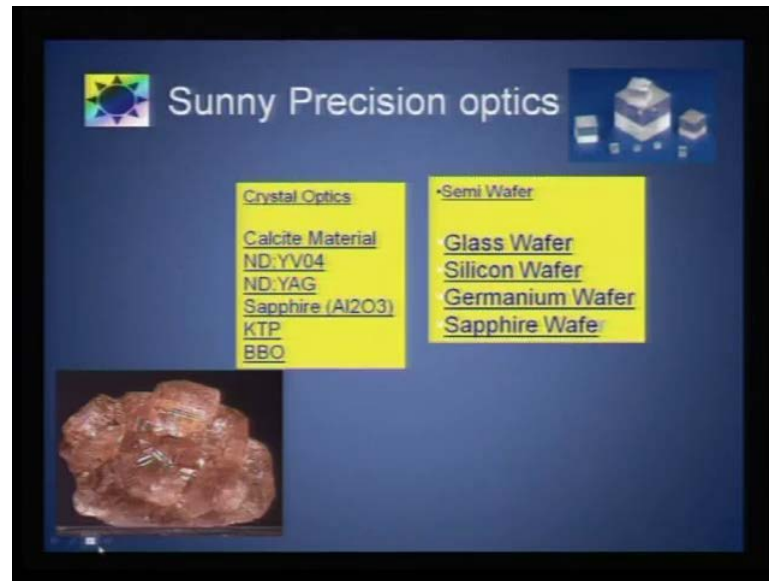 Sunny Precision optics
Crystal Optics
Calcite Material
ND:YV04
ND:YAG
Sapphire (Al2O3)
KTP
BBO
•Semi Wafer
Glass Wafer
Silicon Wafer
Germanium Wafer
Sapphire Wafe